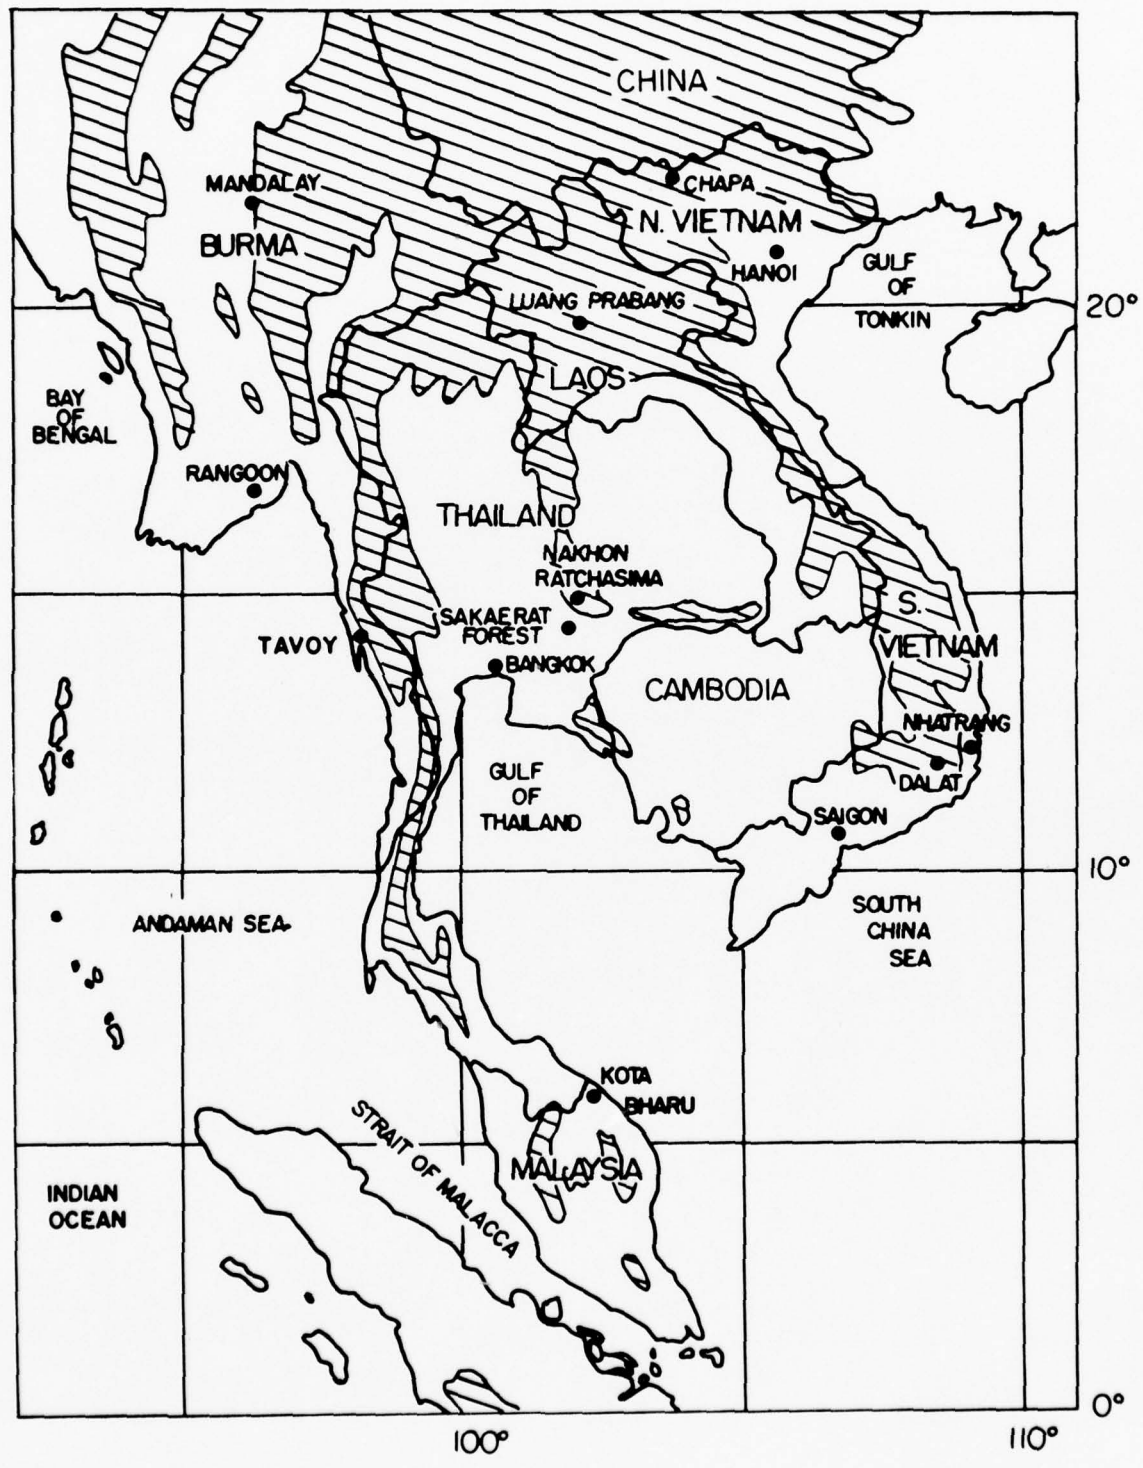 CHINA
MANDALAY
CHAPA
N. VIETNAM
BURMA
HANOI
GULF
OF
TONKIN
LUANG PRABANG
20°
LAOS
BAY
OF
BENGAL
RANGOON
THAILAND
NAKHON
RATCHASIMA
S.
VIETNAM
SAKAERAT
FOREST
TAVOY
BANGKOK
CAMBODIA
NHATRANG
DALAT
GULF
OF
THAILAND
SAIGON
10°
ANDAMAN SEA
SOUTH
CHINA
SEA
KOTA
BHARU
STRAIT OF MALACCA
MALAYSIA
INDIAN
OCEAN
0°
100°
110°